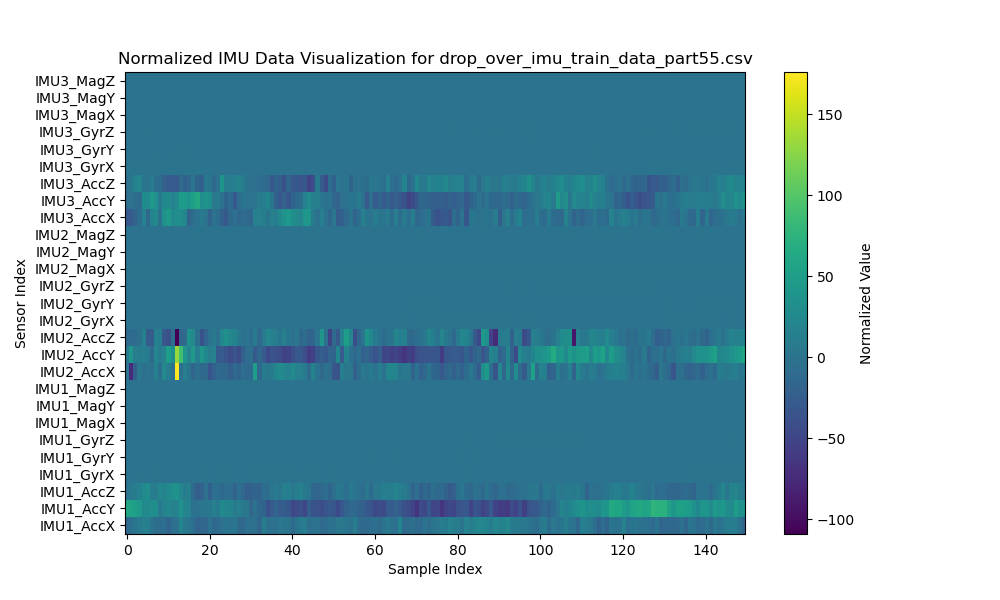 Normalized IMU Data Visualization for drop_over_imu_train_data_part55.csv
IMU3_MagZ
IMU3_MagY
IMU3_MagX
IMU3_GyrZ
IMU3_GyrY
IMU3_GyrX
IMU3_AccZ
IMU3_AccY
IMU3_AccX
IMU2_MagZ
IMU2_MagY
IMU2_MagX
IMU2_GyrZ
IMU2_GyrY
IMU2_GyrX
IMU2_AccZ
IMU2_AccY
IMU2_AccX
IMU1_MagZ
IMU1_MagY
IMU1_MagX
IMU1_GyrZ
IMU1_GyrY
IMU1_GyrX
IMU1_AccZ
IMU1_AccY
IMU1_AccX
Sensor Index
0 20 40 60 80 100 120 140
Sample Index
150
100
50
0
−50
−100
Normalized Value